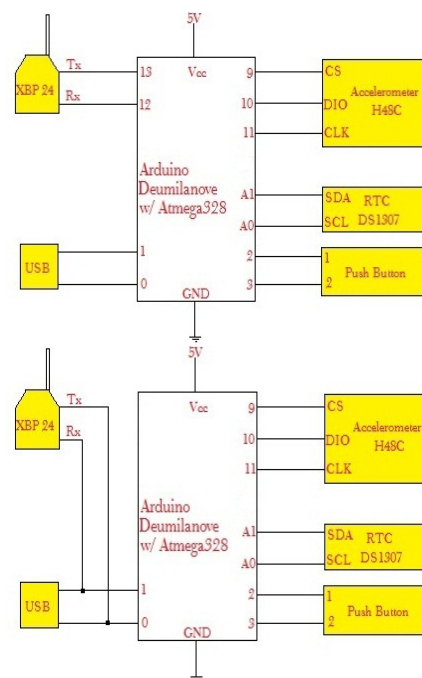 5V
Tx 13 Vcc 9 CS
XBP 24 Rx 12 10 DIO Accelerometer
H48C
11 CLK
Arduino
Deumilanove
w/ Atmega328
A1 SDA RTC
A0 SCL DS1307
1 2 1
USB Push Button
0 3 2
GND
5V
Tx Vcc 9 CS
XBP 24 Rx 10 DIO Accelerometer
H48C
11 CLK
Arduino
Deumilanove
w/ Atmega328
A1 SDA RTC
A0 SCL DS1307
1 2 1
USB Push Button
0 3 2
GND